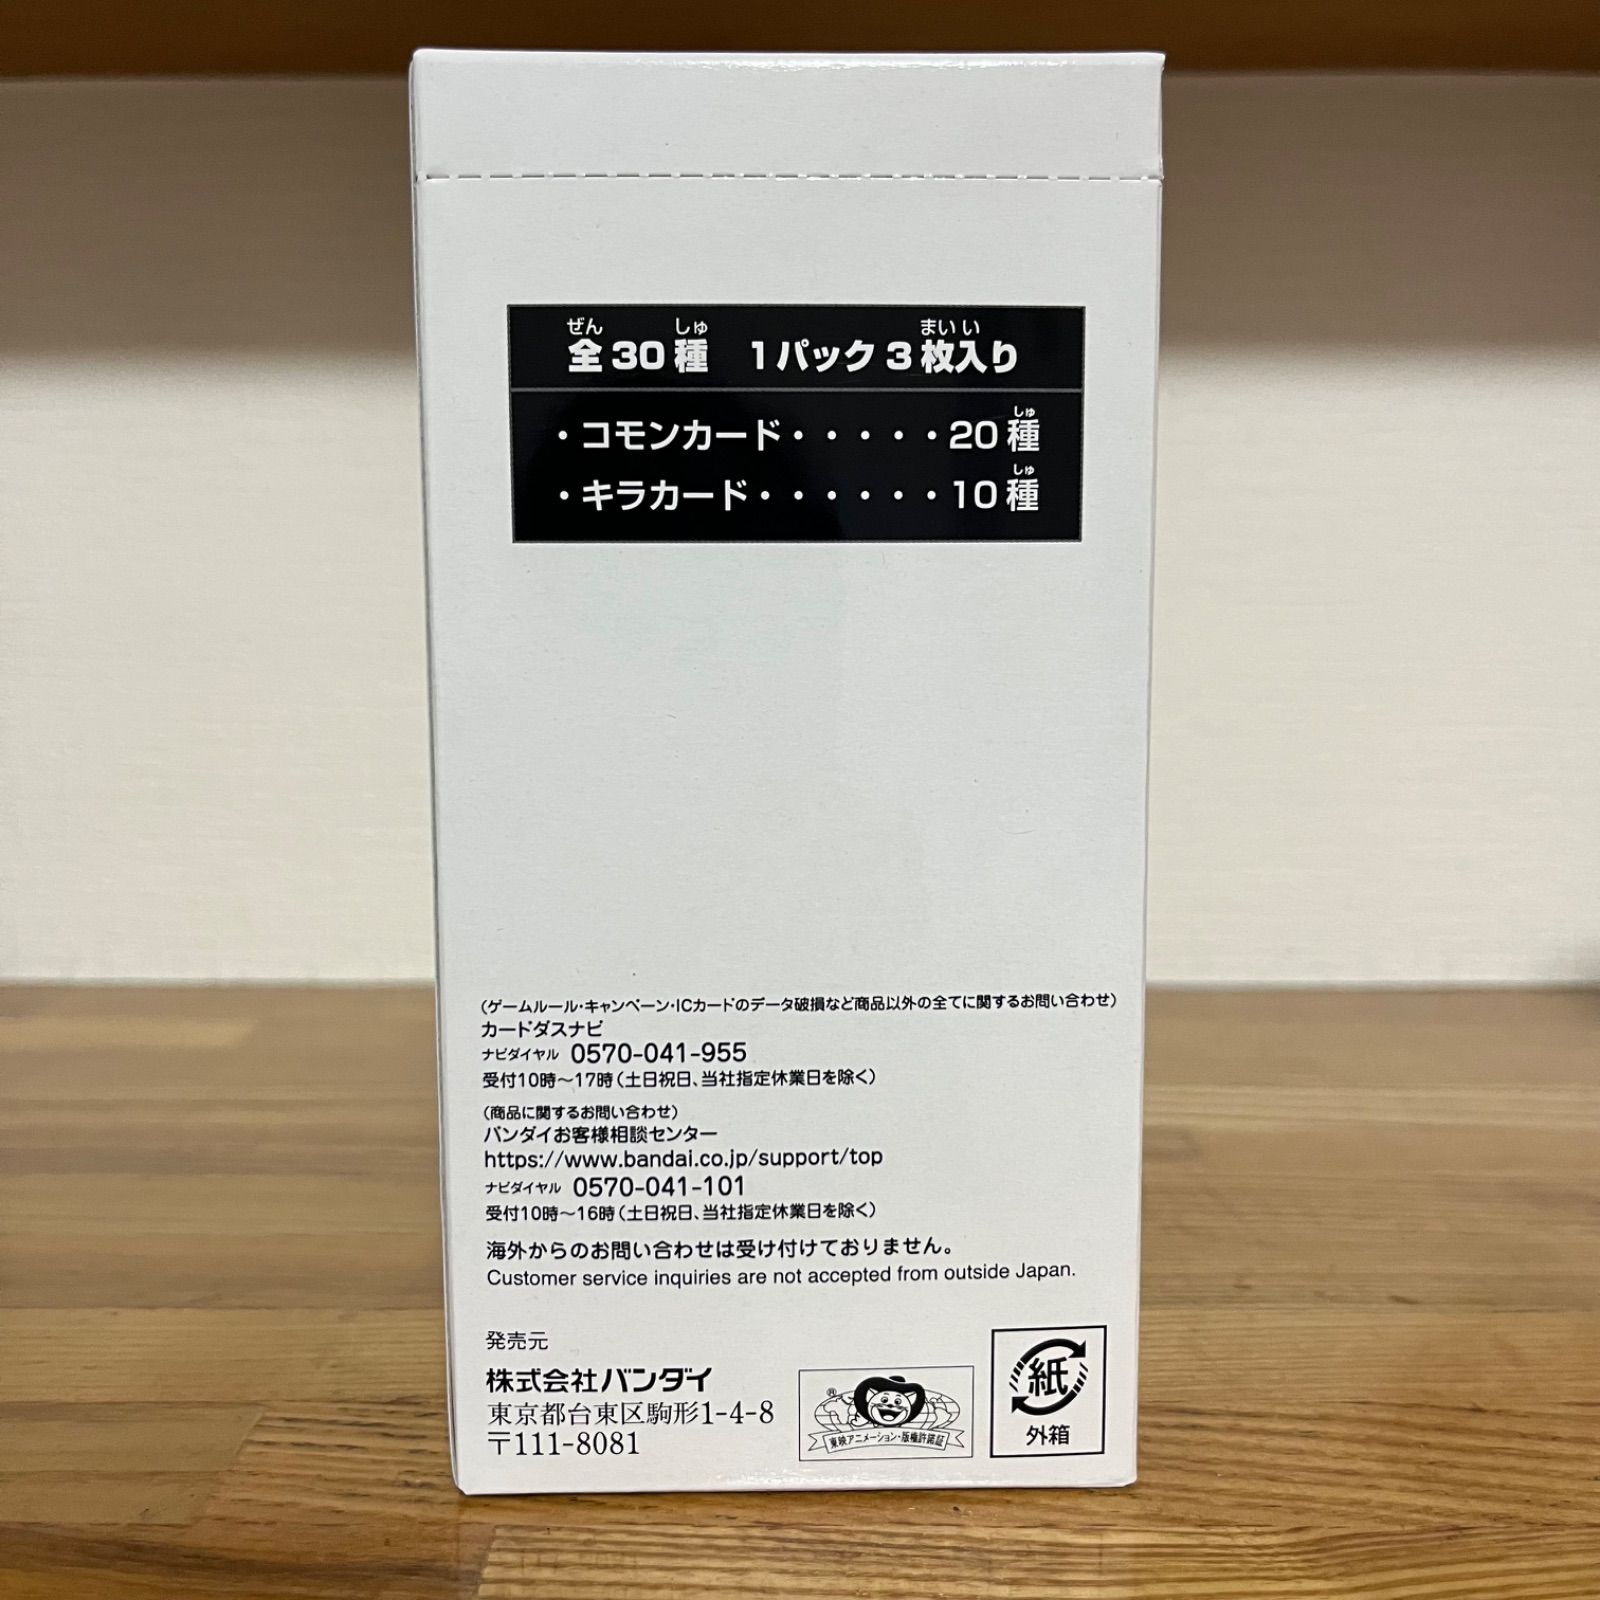 全30種 1パック3枚入り
・コモンカード・・・・・20種
・キラカード・・・・・・10種
(ゲームルール・キャンペーン・ICカードのデータ破損など商品以外の全てに関するお問い合わせ)
カードダスナビ
ナビダイヤル 0570-041-955
受付10時～17時(土日祝日、当社指定休業日を除く)
(商品に関するお問い合わせ)
バンダイお客様相談センター
https://www.bandai.co.jp/support/top
ナビダイヤル 0570-041-101
受付10時～16時(土日祝日、当社指定休業日を除く)
海外からのお問い合わせは受け付けておりません。
Customer service inquiries are not accepted from outside Japan.
発売元
株式会社バンダイ
東京都台東区駒形1-4-8
〒111-8081
®
東映アニメーション・版権許諾証
紙
外箱